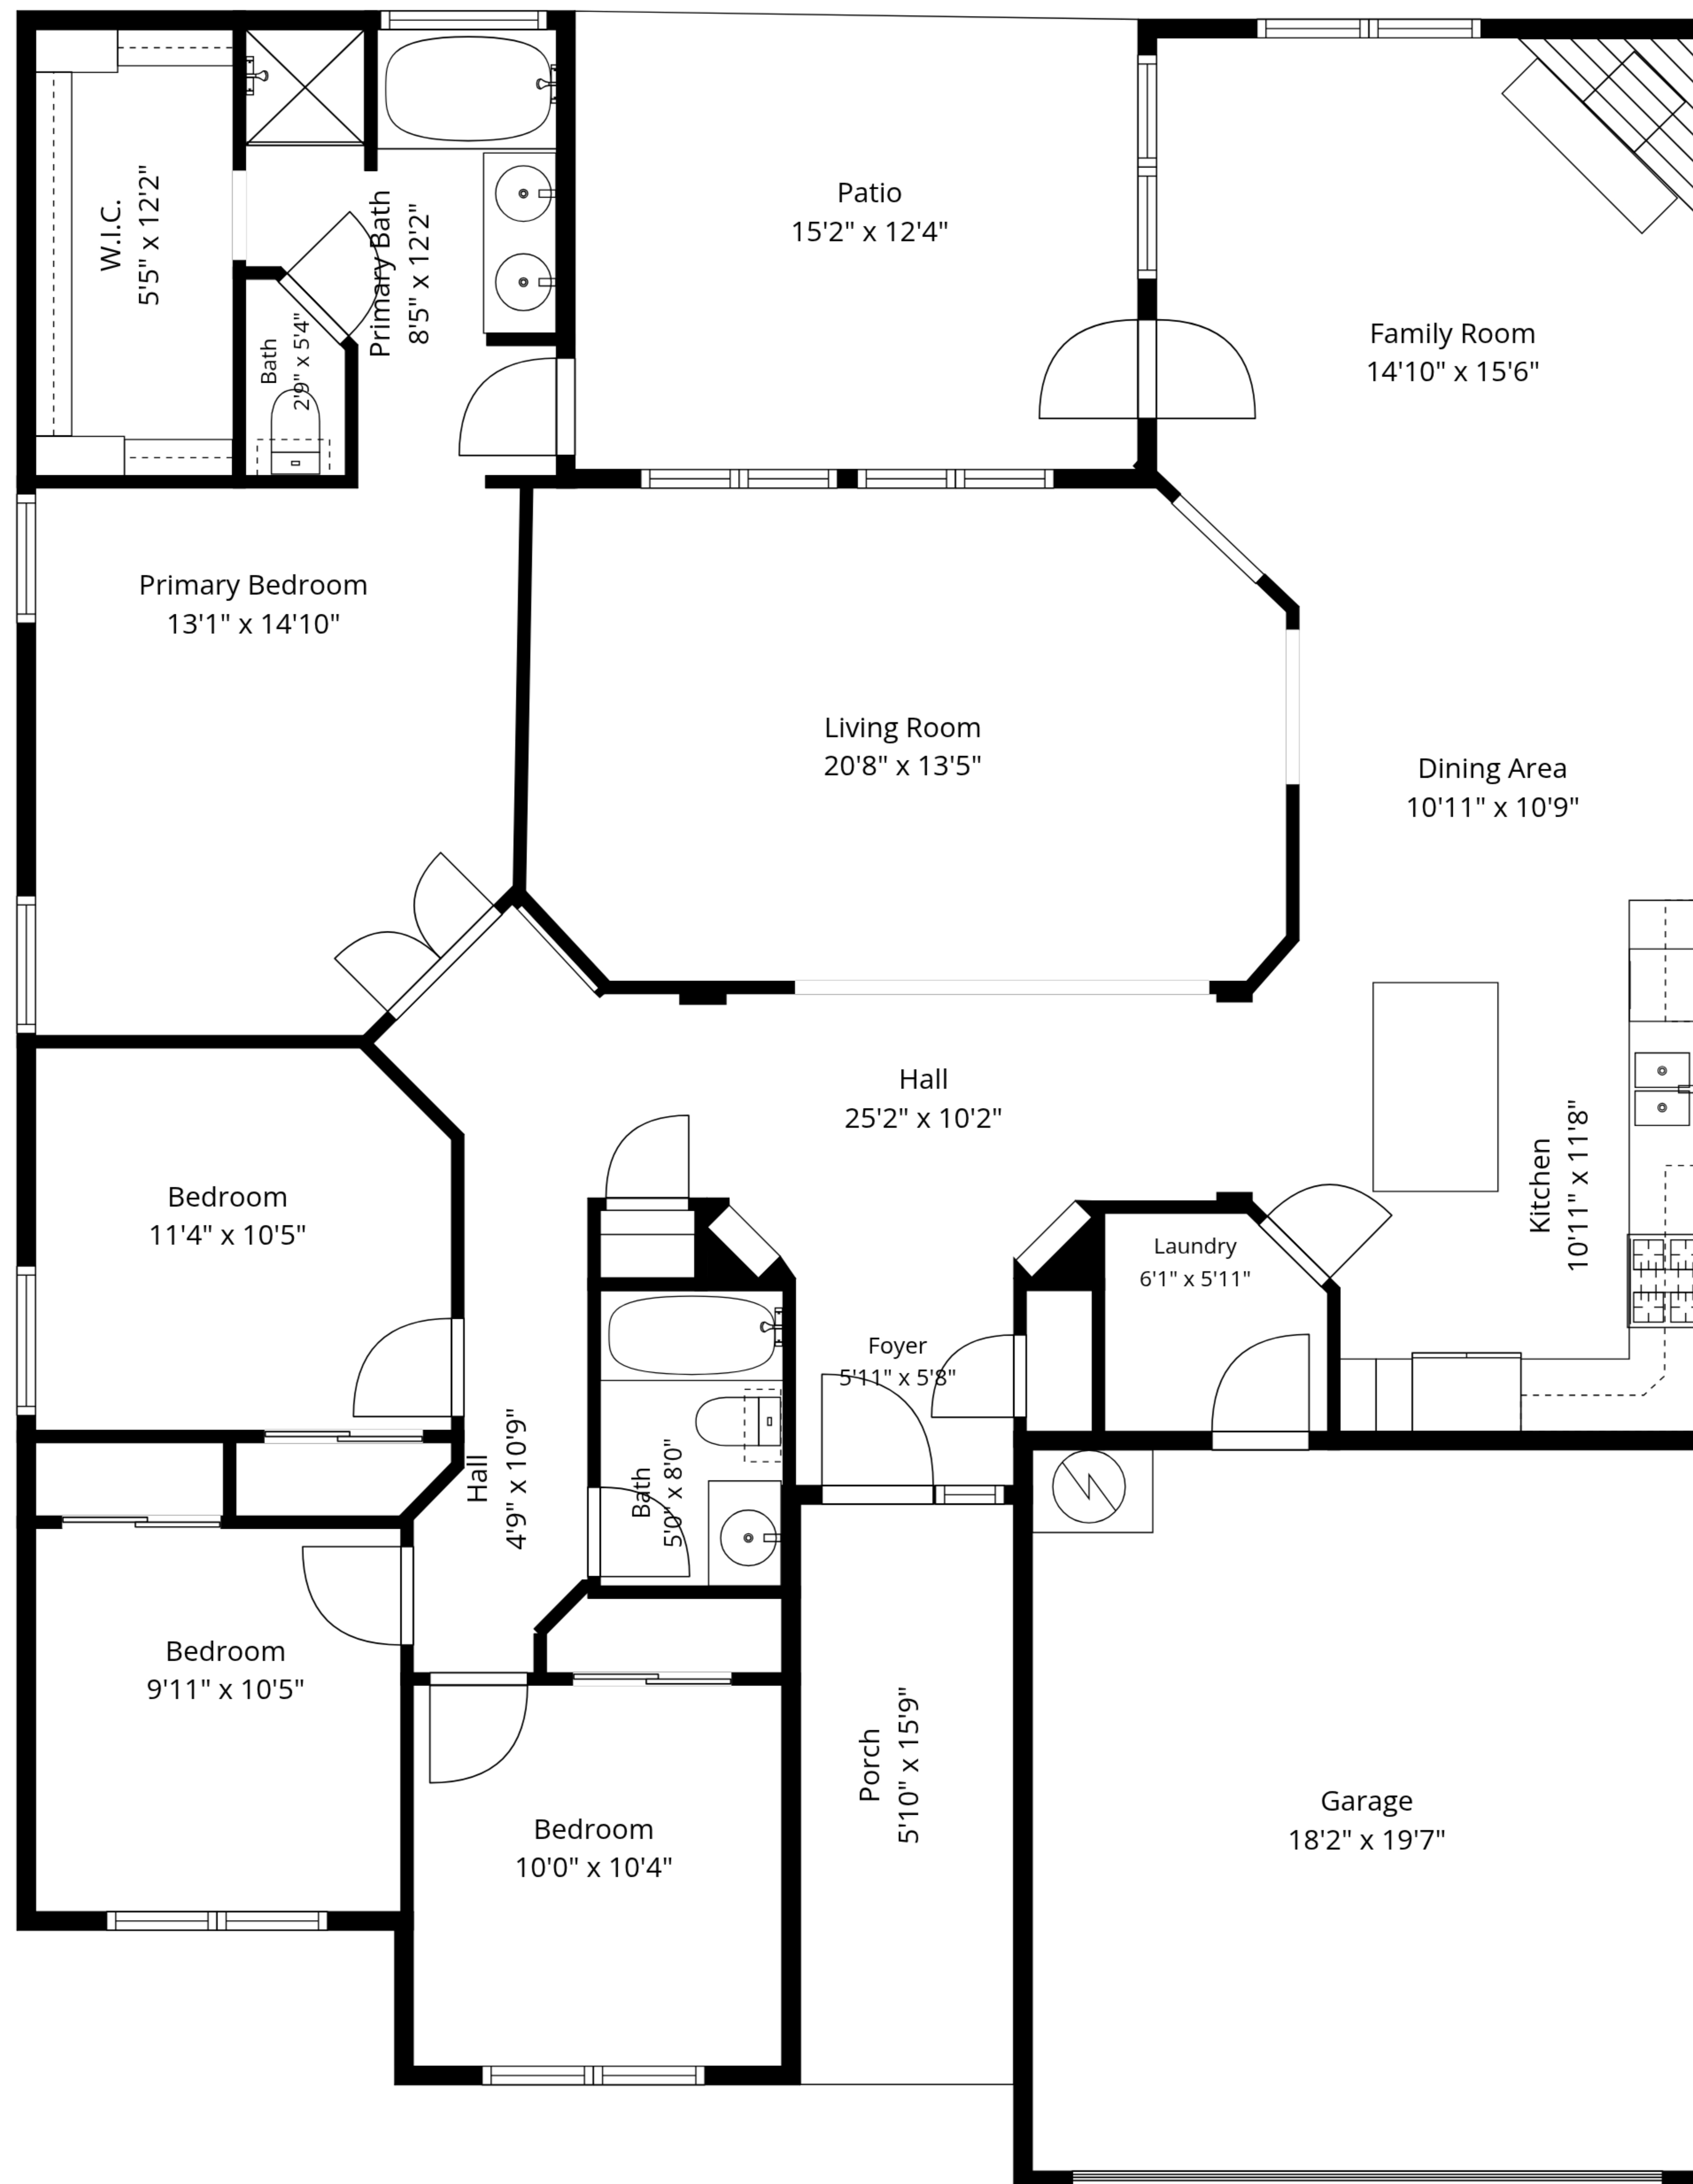 Patio
15'2" x 12'4"
W.I.C.
5'5" x 12'2"
Primary Bath
8'5" x 12'2"
Bath
2'9" x 5'4"
Family Room
14'10" x 15'6"
Primary Bedroom
13'1" x 14'10"
Living Room
20'8" x 13'5"
Dining Area
10'11" x 10'9"
Hall
25'2" x 10'2"
Kitchen
10'11" x 11'8"
Bedroom
11'4" x 10'5"
Laundry
6'1" x 5'11"
Foyer
5'11" x 5'8"
Hall
4'9" x 10'9"
Bath
5'0" x 8'0"
Bedroom
9'11" x 10'5"
Porch
5'10" x 15'9"
Bedroom
10'0" x 10'4"
Garage
18'2" x 19'7"